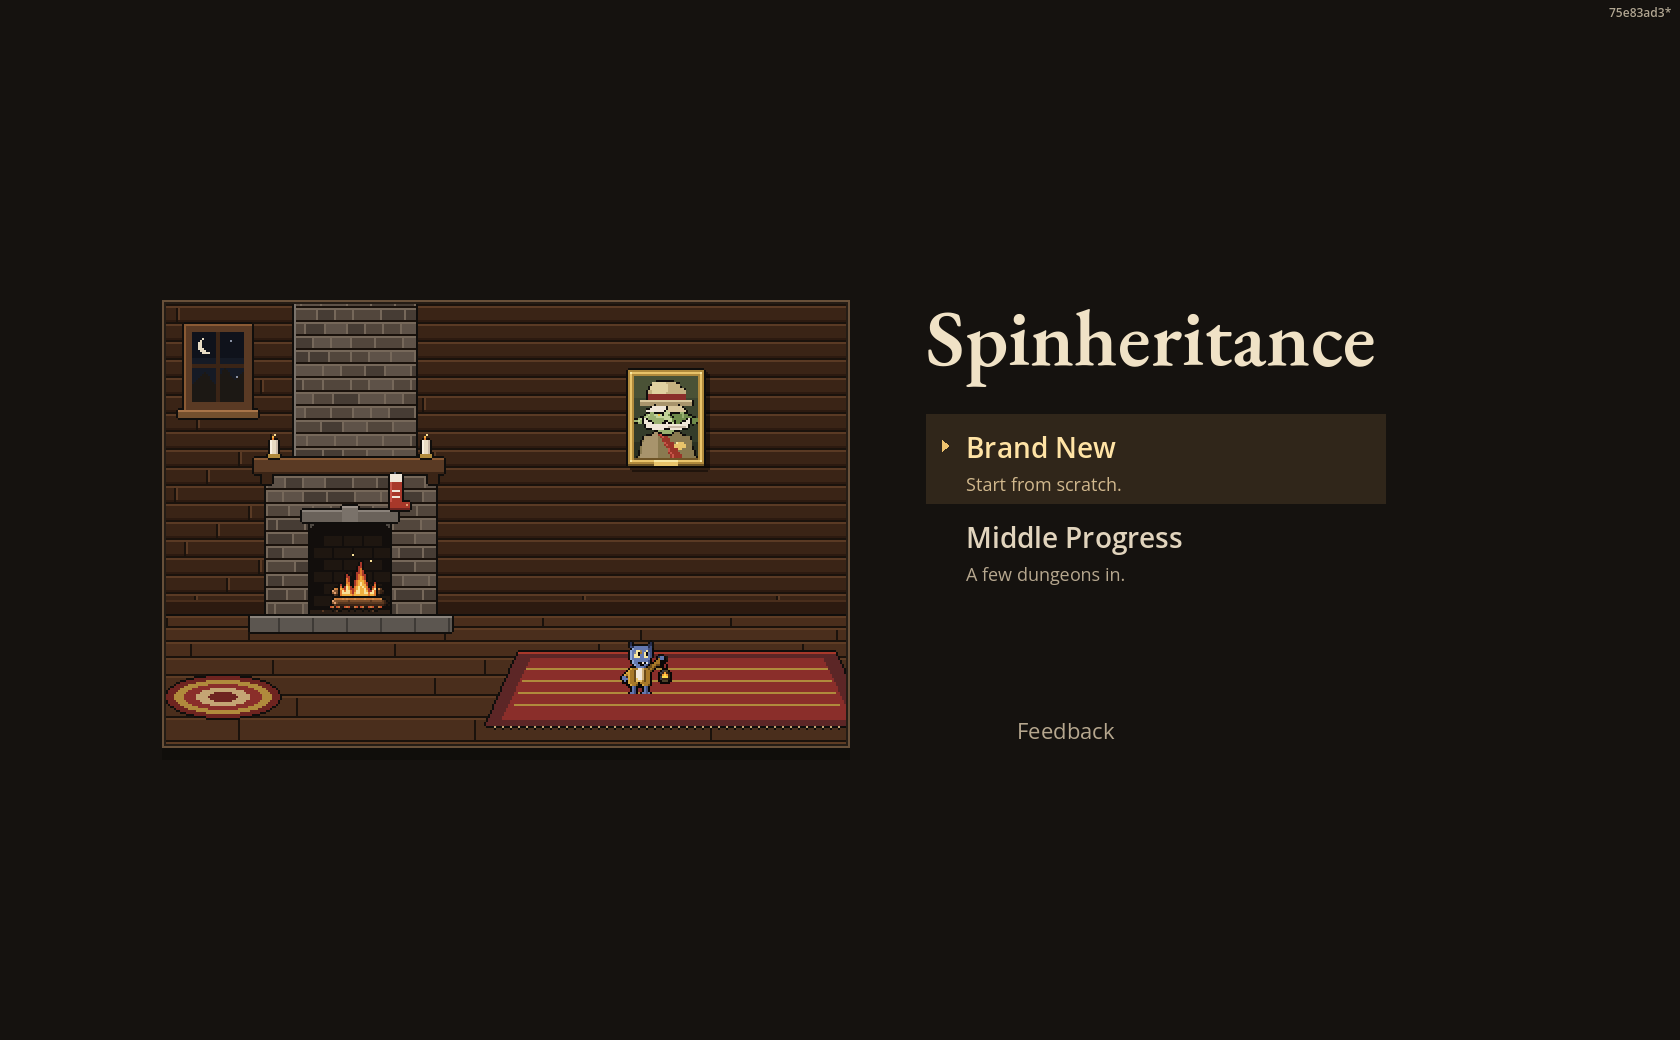 75e83ad3*
Spinheritance
Brand New
Start from scratch.
Middle Progress
A few dungeons in.
Feedback